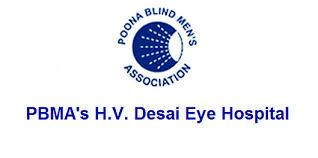 POONA BLIND MEN'S
ASSOCIATION
PBMA's H.V. Desai Eye Hospital